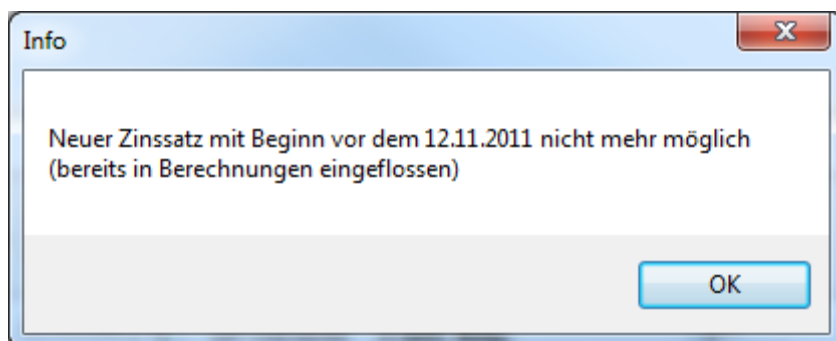 Info
Neuer Zinssatz mit Beginn vor dem 12.11.2011 nicht mehr möglich
(bereits in Berechnungen eingeflossen)
OK